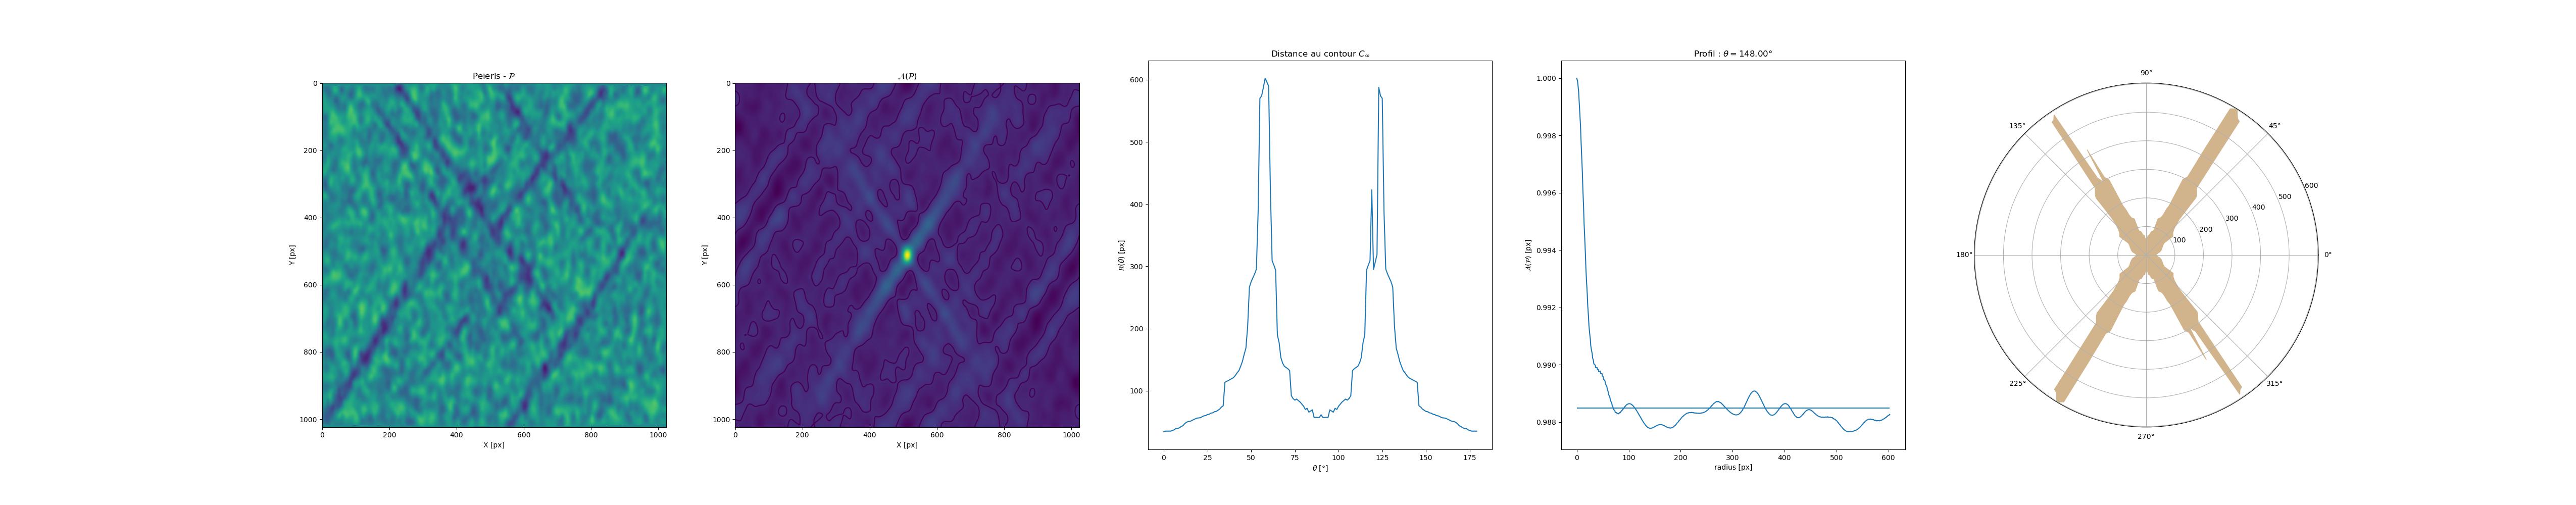 Peierls - 𝒫
0
200
400
600
800
1000
Y [px]
0 200 400 600 800 1000
X [px]
𝒜(𝒫)
0
200
400
600
800
1000
Y [px]
0 200 400 600 800 1000
X [px]
Distance au contour C∞
600
500
400
300
200
100
R(θ) [px]
0 25 50 75 100 125 150 175
θ [°]
Profil : θ = 148.00°
1.000
0.998
0.996
0.994
0.992
0.990
0.988
𝒜(𝒫) [px]
0 100 200 300 400 500 600
radius [px]
90°
135° 45°
600
500
400
300
200
100
180° 0°
225° 315°
270°